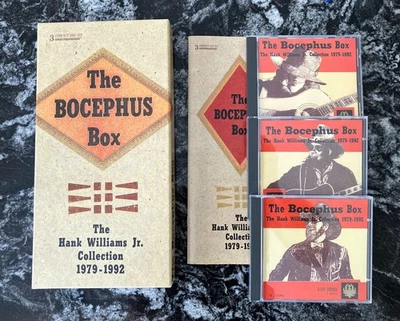 The
BOCEPHUS
Box
The
Hank Williams Jr.
Collection
1979-1992
The
BOCEPHUS
Box
The
Hank Williams
Collection
1979-1
The Bocephus Box
The Hank Williams Jr. Collection 1979-1992
The Bocephus Box
The Hank Williams Jr. Collection 1979-1992
The Bocephus Box
The Hank Williams Jr. Collection 1979-1992